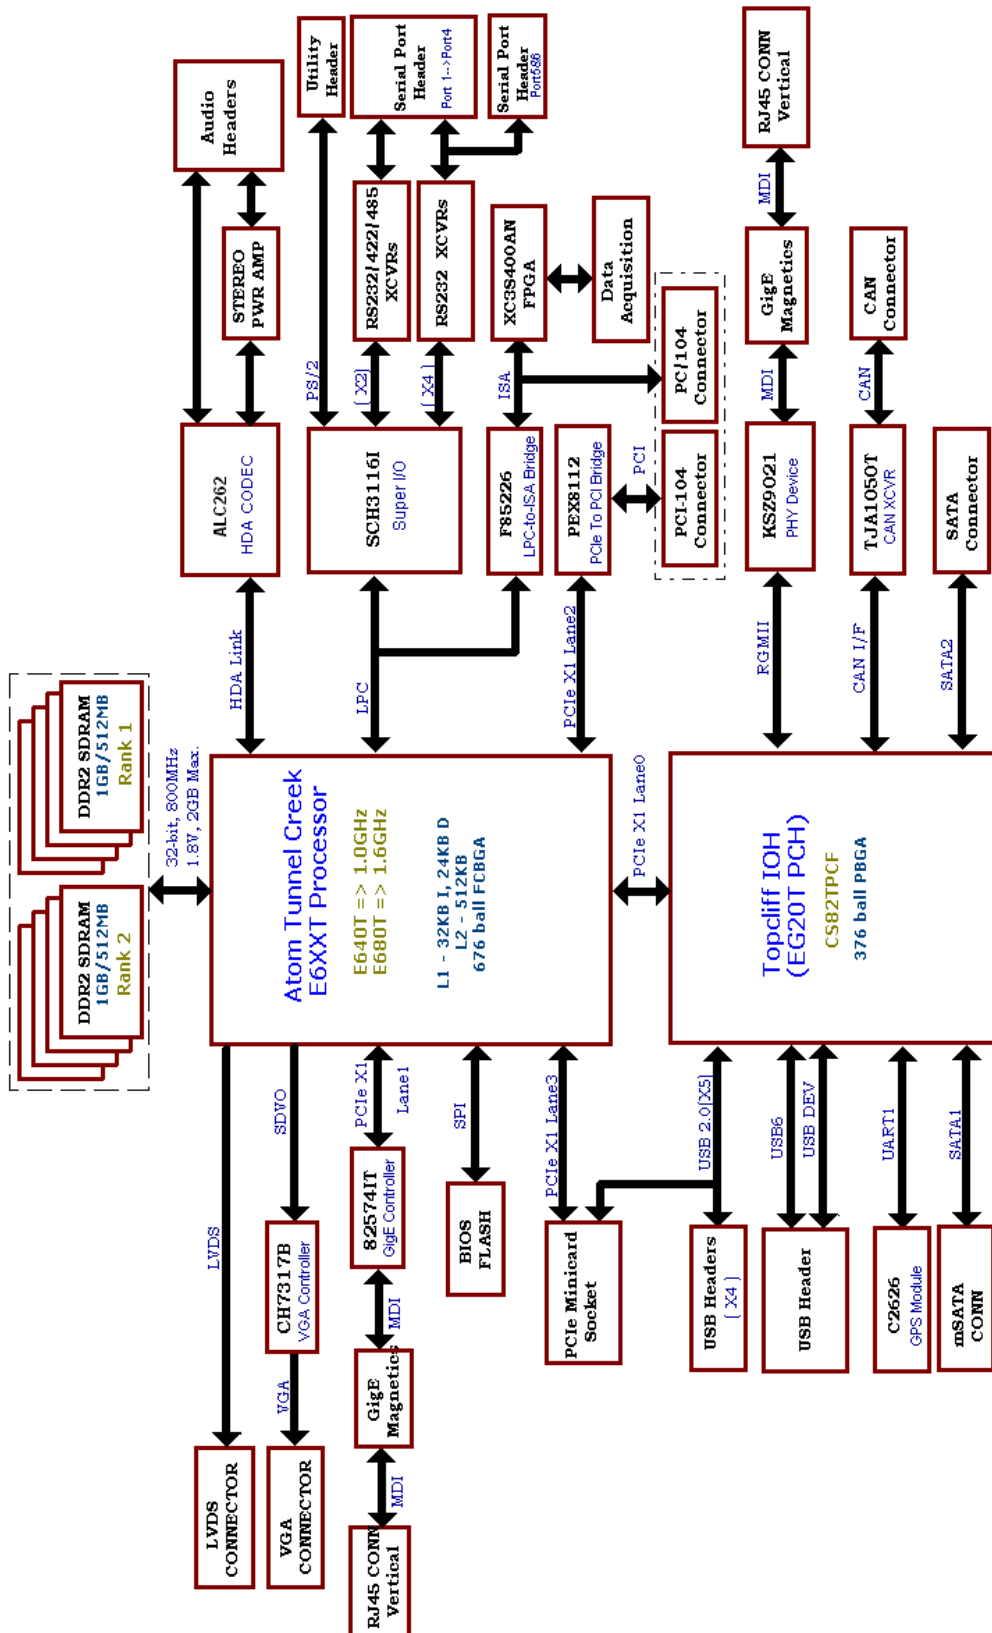 DDR2 SDRAM
1GB/512MB
Rank 2
DDR2 SDRAM
1GB/512MB
Rank 1
32-bit, 800MHz
1.8V, 2GB Max.
LVDS
CONNECTOR
LVDS
VGA
CONNECTOR
VGA
CH7317B
VGA Controller
SDVO
RJ45 CONN
Vertical
MDI
GigE
Magnetics
MDI
82574IT
GigE Controller
PCIe X1
Lane1
BIOS
FLASH
SPI
PCIe Minicard
Socket
PCIe X1 Lane3
Atom Tunnel Creek
E6XXT Processor
E640T => 1.0GHz
E680T => 1.6GHz
L1 - 32KB I, 24KB D
L2 - 512KB
676 ball FCBGA
HDA Link
ALC262
HDA CODEC
STEREO
PWR AMP
Audio
Headers
LPC
SCH3116I
Super I/O
PS/2
Utility
Header
( X2)
RS232/422/485
XCVRs
Serial Port
Header
Port 1-->Port4
( X4 )
RS232 XCVRs
Serial Port
Header
Port5&6
F85226
LPC-to-ISA Bridge
ISA
XC3S400AN
FPGA
Data
Acquisition
PCIe X1 Lane2
PEX8112
PCIe To PCI Bridge
PCI
PCI-104
Connector
PC/104
Connector
PCIe X1 Lane0
Topcliff IOH
(EG20T PCH)
CS82TPCF
376 ball PBGA
USB Headers
( X4 )
USB 2.0(X5)
USB Header
USB6
USB DEV
C2626
GPS Module
UART1
mSATA
CONN
SATA1
RGMII
KSZ9021
PHY Device
MDI
GigE
Magnetics
MDI
RJ45 CONN
Vertical
CAN I/F
TJA1050T
CAN XCVR
CAN
CAN
Connector
SATA2
SATA
Connector